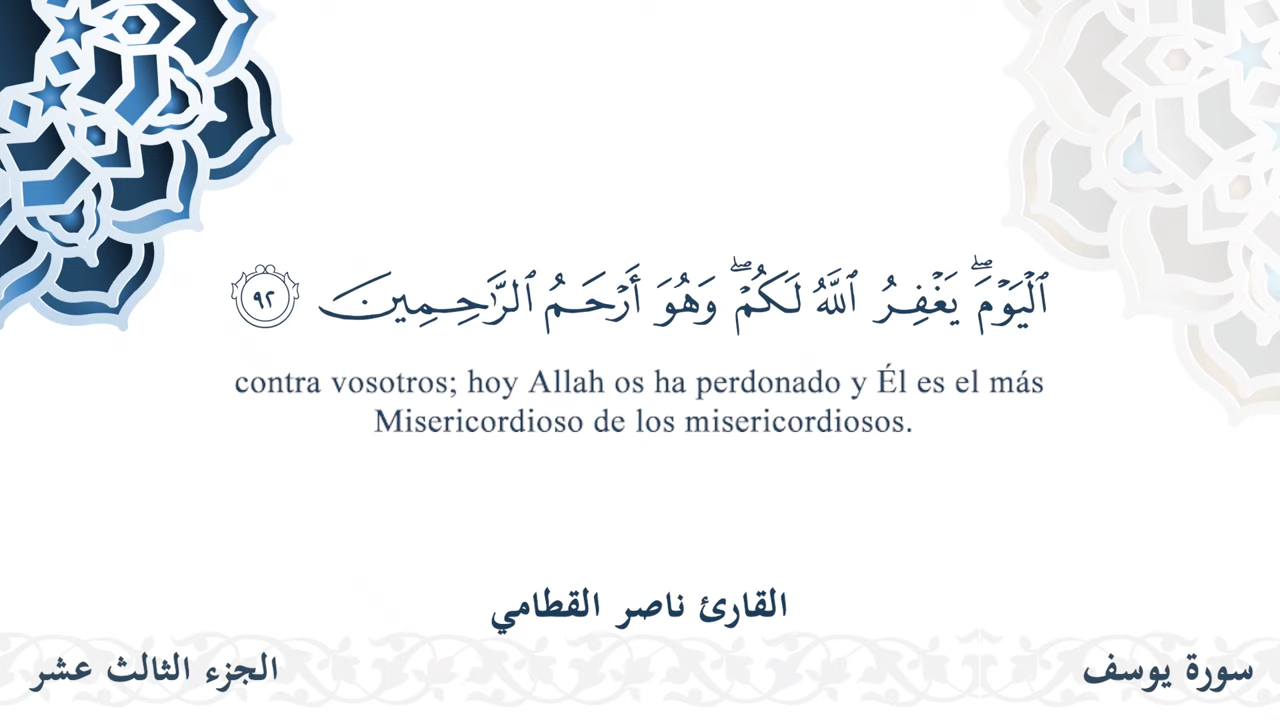 ٱلۡيَوۡمَۖ يَغۡفِرُ ٱللَّهُ لَكُمۡۖ وَهُوَ أَرۡحَمُ ٱلرَّٰحِمِينَ ٩٢
contra vosotros; hoy Allah os ha perdonado y Él es el más
Misericordioso de los misericordiosos.
القارئ ناصر القطامي
سورة يوسف
الجزء الثالث عشر